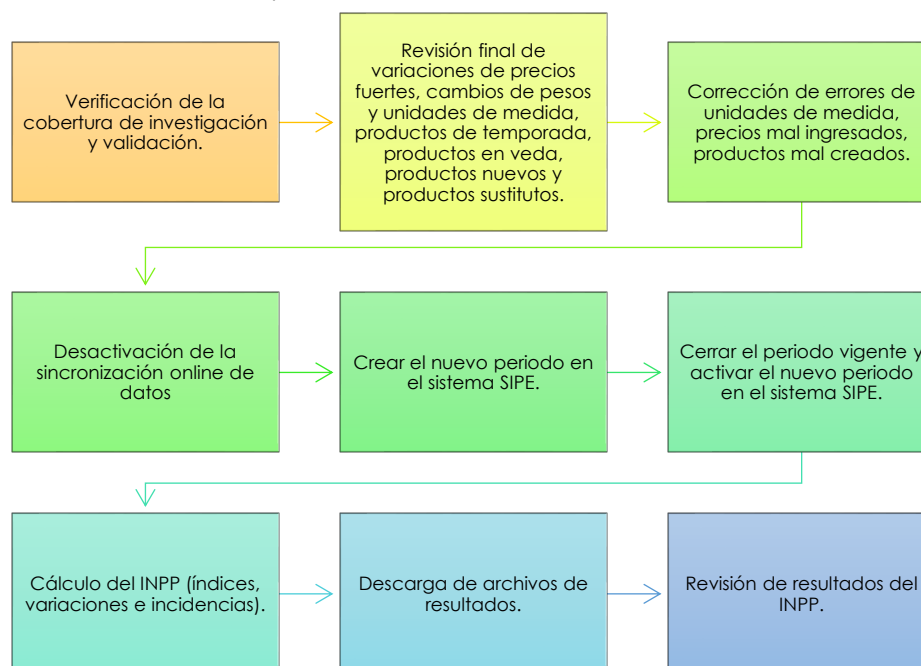 Verificación de la
cobertura de investigación
y validación.
Revisión final de
variaciones de precios
fuertes, cambios de pesos
y unidades de medida,
productos de temporada,
productos en veda,
productos nuevos y
productos sustitutos.
Corrección de errores de
unidades de medida,
precios mal ingresados,
productos mal creados.
Desactivación de la
sincronización online de
datos
Crear el nuevo periodo en
el sistema SIPE.
Cerrar el periodo vigente y
activar el nuevo periodo
en el sistema SIPE.
Cálculo del INPP (índices,
variaciones e incidencias).
Descarga de archivos de
resultados.
Revisión de resultados del
INPP.